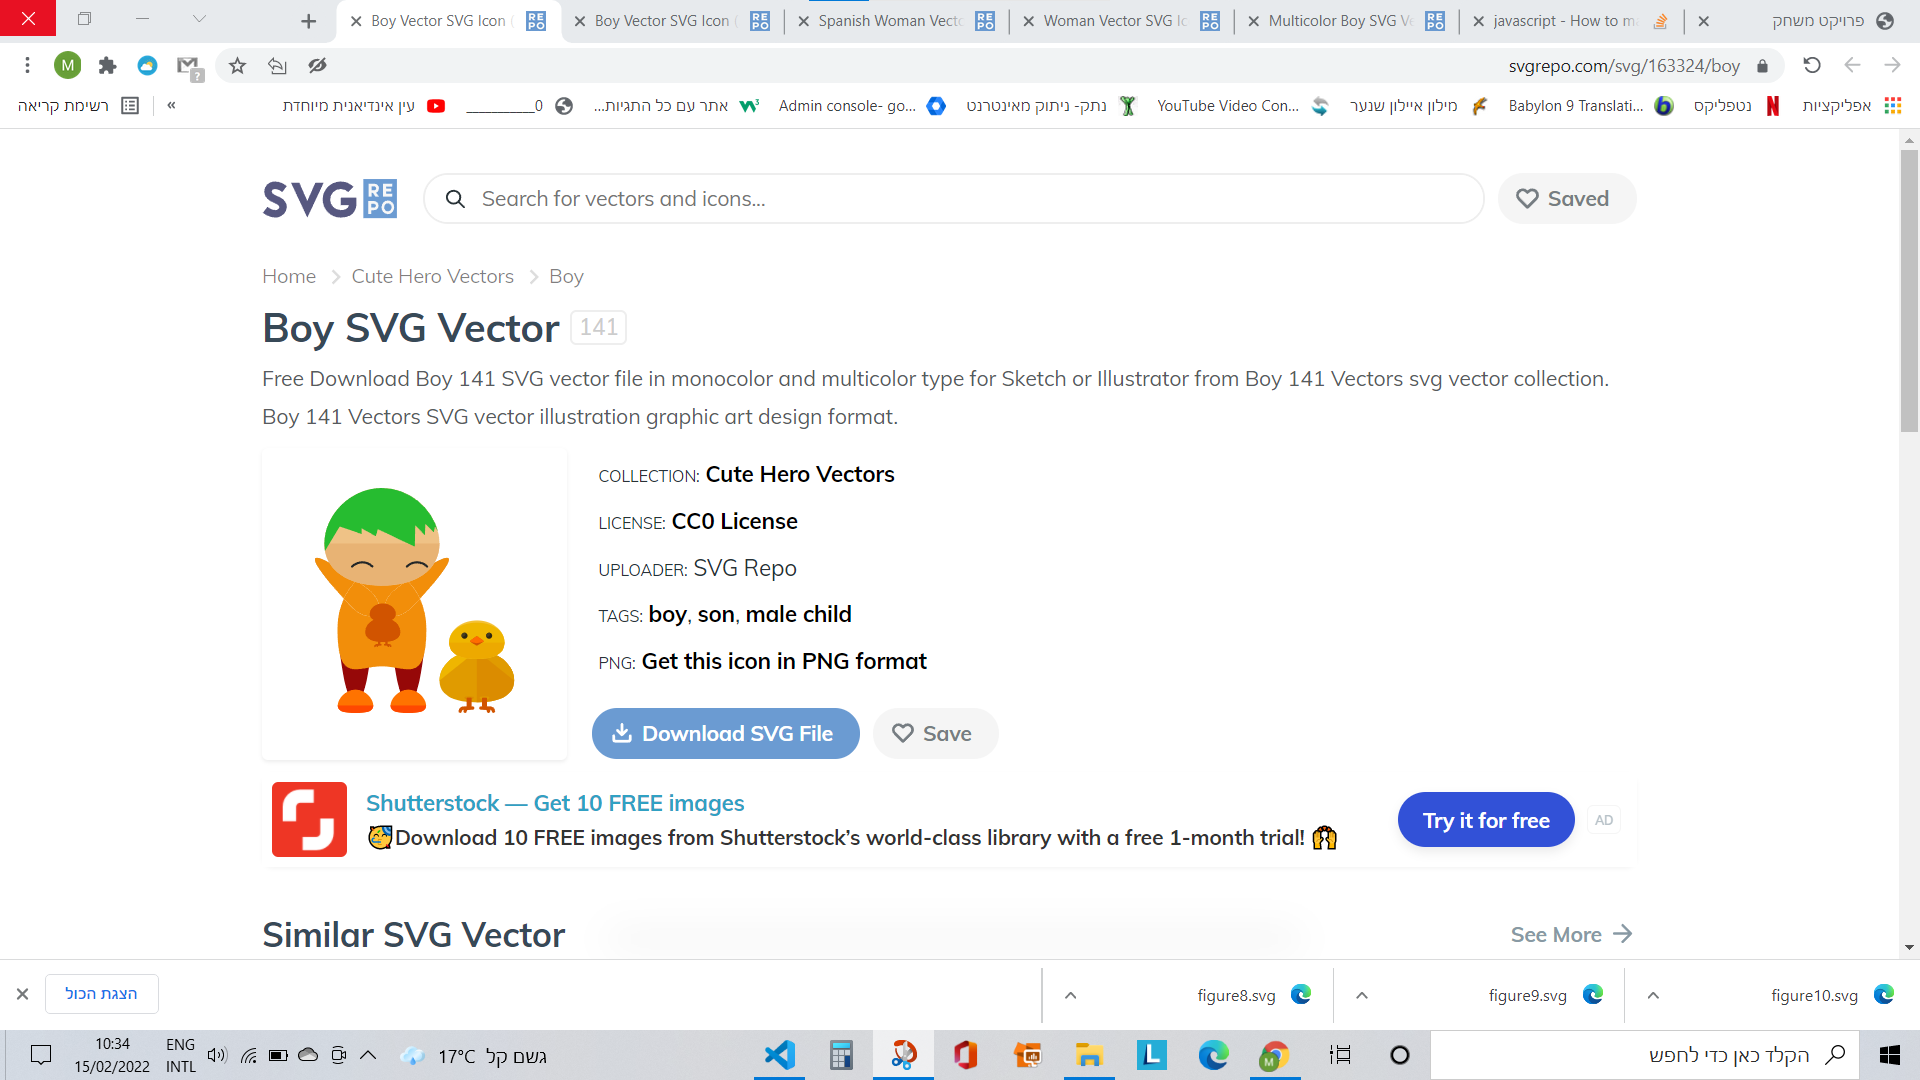 Boy Vector SVG Icon (
Boy Vector SVG Icon (
Spanish Woman Vecto
Woman Vector SVG Ic
Multicolor Boy SVG Ve
javascript - How to m
פרויקט משחק
M
svgrepo.com/svg/163324/boy
רשימת קריאה
»
עין אינדיאנית מיוחדת
__________0
אתר עם כל התגיות...
Admin console- go...
נתק- ניתוק מאינטרנט
YouTube Video Con...
מילון איילון שנער
Babylon 9 Translati...
נטפליקס
אפליקציות
SVG REPO
Search for vectors and icons...
Saved
Home
Cute Hero Vectors
Boy
Boy SVG Vector 141
Free Download Boy 141 SVG vector file in monocolor and multicolor type for Sketch or Illustrator from Boy 141 Vectors svg vector collection.
Boy 141 Vectors SVG vector illustration graphic art design format.
COLLECTION: Cute Hero Vectors
LICENSE: CC0 License
UPLOADER: SVG Repo
TAGS: boy, son, male child
PNG: Get this icon in PNG format
Download SVG File
Save
Shutterstock — Get 10 FREE images
🥳Download 10 FREE images from Shutterstock’s world-class library with a free 1-month trial! 🙌
Try it for free
AD
Similar SVG Vector
See More
הצגת הכול
figure8.svg
figure9.svg
figure10.svg
10:34
15/02/2022
ENG
INTL
17°C גשם קל
הקלד כאן כדי לחפש